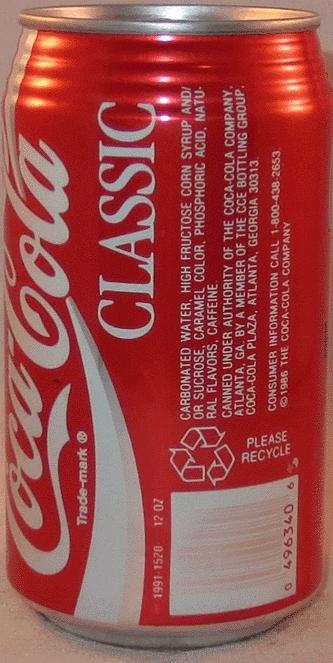 Coca-Cola
Trade-mark ®
CLASSIC
CARBONATED WATER, HIGH FRUCTOSE CORN SYRUP AND/
OR SUCROSE, CARAMEL COLOR, PHOSPHORIC ACID, NATU-
RAL FLAVORS, CAFFEINE.
CANNED UNDER AUTHORITY OF THE COCA-COLA COMPANY,
ATLANTA, GA. BY A MEMBER OF THE CCE BOTTLING GROUP,
COCA-COLA PLAZA, ATLANTA, GEORGIA 30313
CONSUMER INFORMATION CALL 1-800-438-2653
© 1986 THE COCA-COLA COMPANY
PLEASE
RECYCLE
1991-1520 12 OZ
0 496340 6